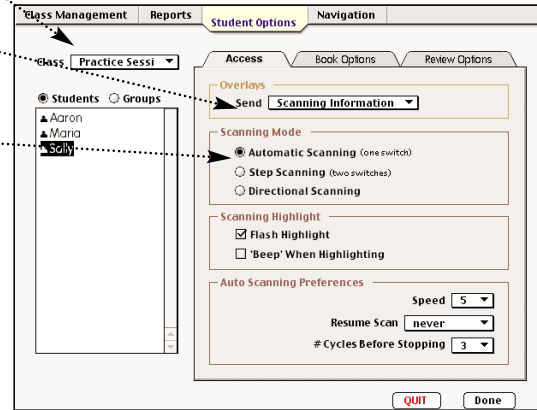 Class Management Reports Student Options Navigation
Class Practice Sessi
Access Book Options Review Options
Overlays
Send Scanning Information
Students Groups
Aaron
Maria
Sally
Scanning Mode
Automatic Scanning (one switch)
Step Scanning (two switches)
Directional Scanning
Scanning Highlight
Flash Highlight
'Beep' When Highlighting
Auto Scanning Preferences
Speed 5
Resume Scan never
# Cycles Before Stopping 3
QUIT Done